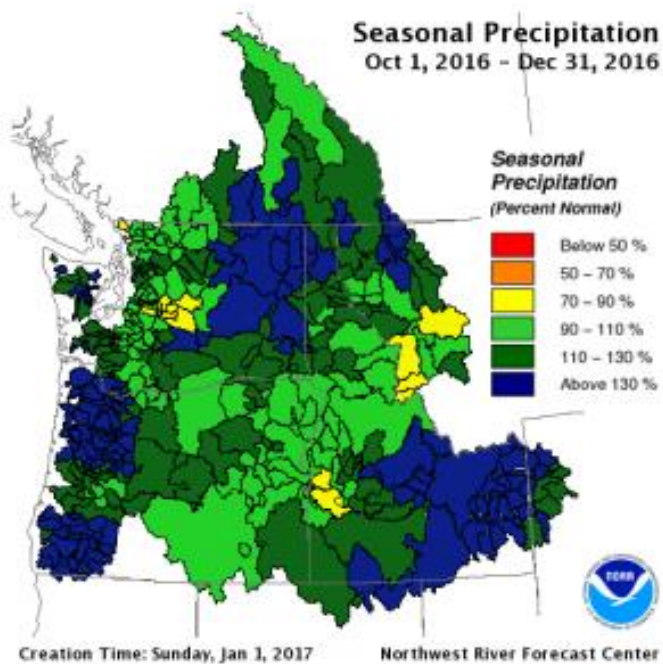 Seasonal Precipitation
Oct 1, 2016 – Dec 31, 2016
Seasonal
Precipitation
(Percent Normal)
Below 50 %
50 – 70 %
70 – 90 %
90 – 110 %
110 – 130 %
Above 130 %
NOAA
Creation Time: Sunday, Jan 1, 2017
Northwest River Forecast Center